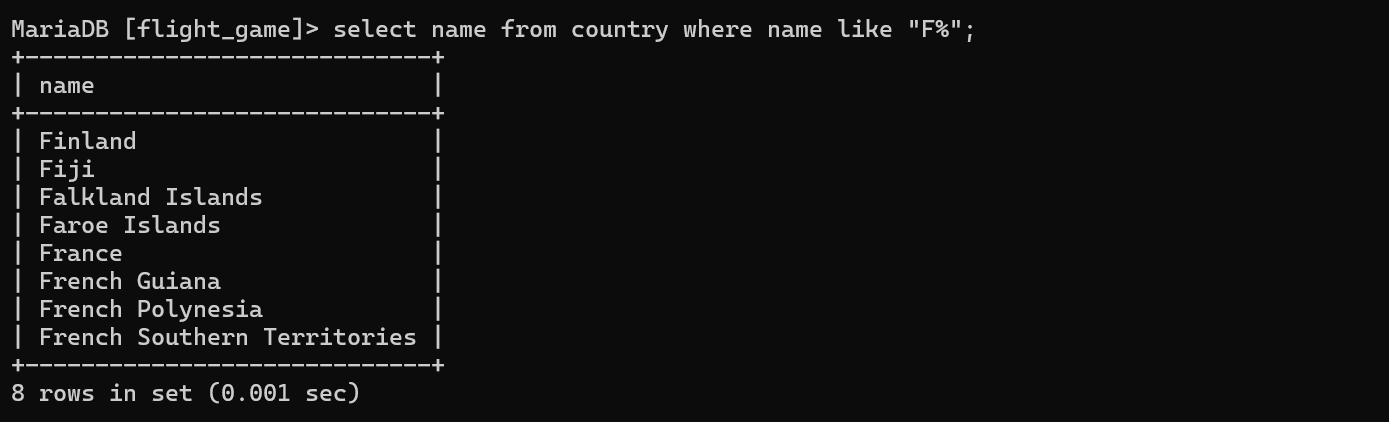 MariaDB [flight_game]> select name from country where name like "F%";
+-----------------------------+
| name                        |
+-----------------------------+
| Finland                     |
| Fiji                        |
| Falkland Islands            |
| Faroe Islands               |
| France                      |
| French Guiana               |
| French Polynesia            |
| French Southern Territories |
+-----------------------------+
8 rows in set (0.001 sec)